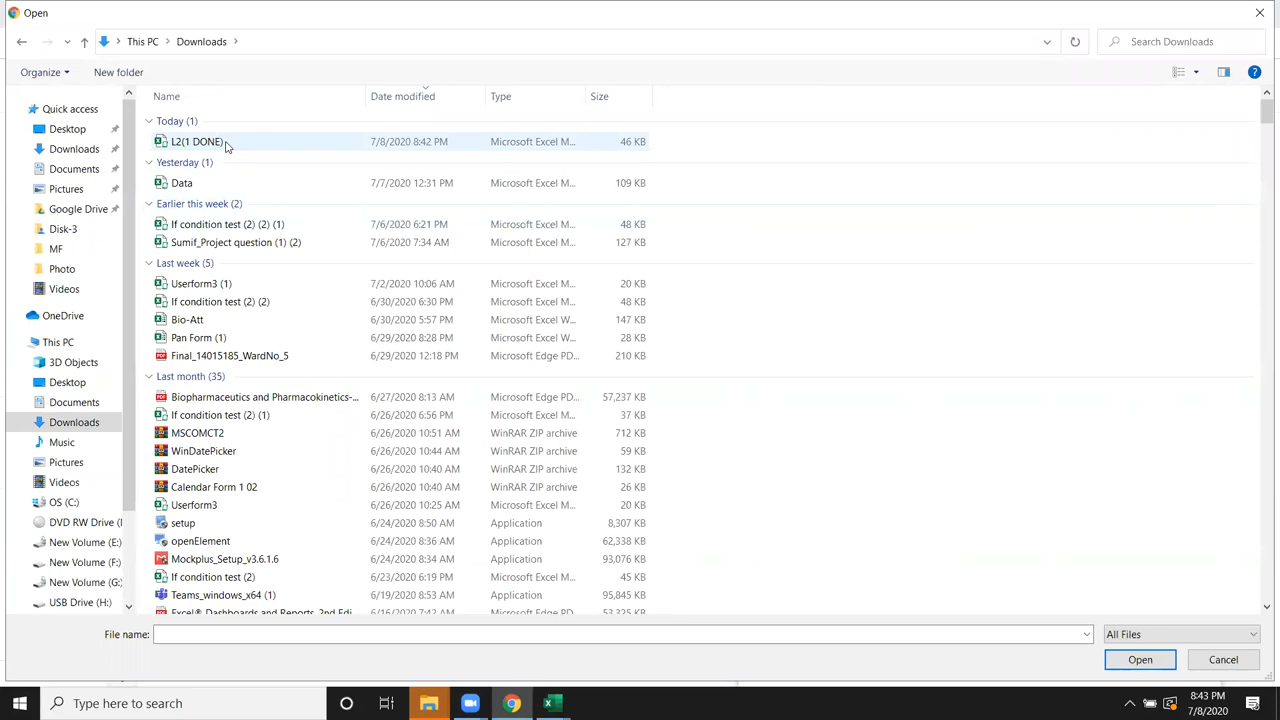 Open
This PC Downloads
Search Downloads
Organize New folder
Name Date modified Type Size
Today (1)
L2(1 DONE) 7/8/2020 8:42 PM Microsoft Excel M... 46 KB
Yesterday (1)
Data 7/7/2020 12:31 PM Microsoft Excel M... 109 KB
Earlier this week (2)
If condition test (2) (2) (1) 7/6/2020 6:21 PM Microsoft Excel M... 48 KB
Sumif_Project question (1) (2) 7/6/2020 7:34 AM Microsoft Excel M... 127 KB
Last week (5)
Userform3 (1) 7/2/2020 10:06 AM Microsoft Excel M... 20 KB
If condition test (2) (2) 6/30/2020 6:30 PM Microsoft Excel M... 48 KB
Bio-Att 6/30/2020 5:57 PM Microsoft Excel W... 147 KB
Pan Form (1) 6/29/2020 8:28 PM Microsoft Excel W... 28 KB
Final_14015185_WardNo_5 6/29/2020 12:18 PM Microsoft Edge PD... 210 KB
Last month (35)
Biopharmaceutics and Pharmacokinetics-... 6/27/2020 8:13 AM Microsoft Edge PD... 57,237 KB
If condition test (2) (1) 6/26/2020 6:56 PM Microsoft Excel M... 37 KB
MSCOMCT2 6/26/2020 10:51 AM WinRAR ZIP archive 712 KB
WinDatePicker 6/26/2020 10:44 AM WinRAR ZIP archive 59 KB
DatePicker 6/26/2020 10:40 AM WinRAR ZIP archive 132 KB
Calendar Form 1 02 6/26/2020 10:40 AM WinRAR ZIP archive 26 KB
Userform3 6/26/2020 10:25 AM Microsoft Excel M... 20 KB
setup 6/24/2020 8:50 AM Application 8,307 KB
openElement 6/24/2020 8:36 AM Application 62,338 KB
Mockplus_Setup_v3.6.1.6 6/24/2020 8:34 AM Application 93,076 KB
If condition test (2) 6/23/2020 6:19 PM Microsoft Excel M... 45 KB
Teams_windows_x64 (1) 6/19/2020 8:53 AM Application 95,845 KB
Excel® Dashboards and Reports, 2nd Edi... 6/16/2020 7:42 AM Microsoft Edge PD... 53,325 KB
Quick access
Desktop
Downloads
Documents
Pictures
Google Drive
Disk-3
MF
Photo
Videos
OneDrive
This PC
3D Objects
Desktop
Documents
Downloads
Music
Pictures
Videos
OS (C:)
DVD RW Drive (
New Volume (E:)
New Volume (F:)
New Volume (G:)
USB Drive (H:)
File name:
All Files
Open Cancel
Type here to search
8:43 PM
7/8/2020